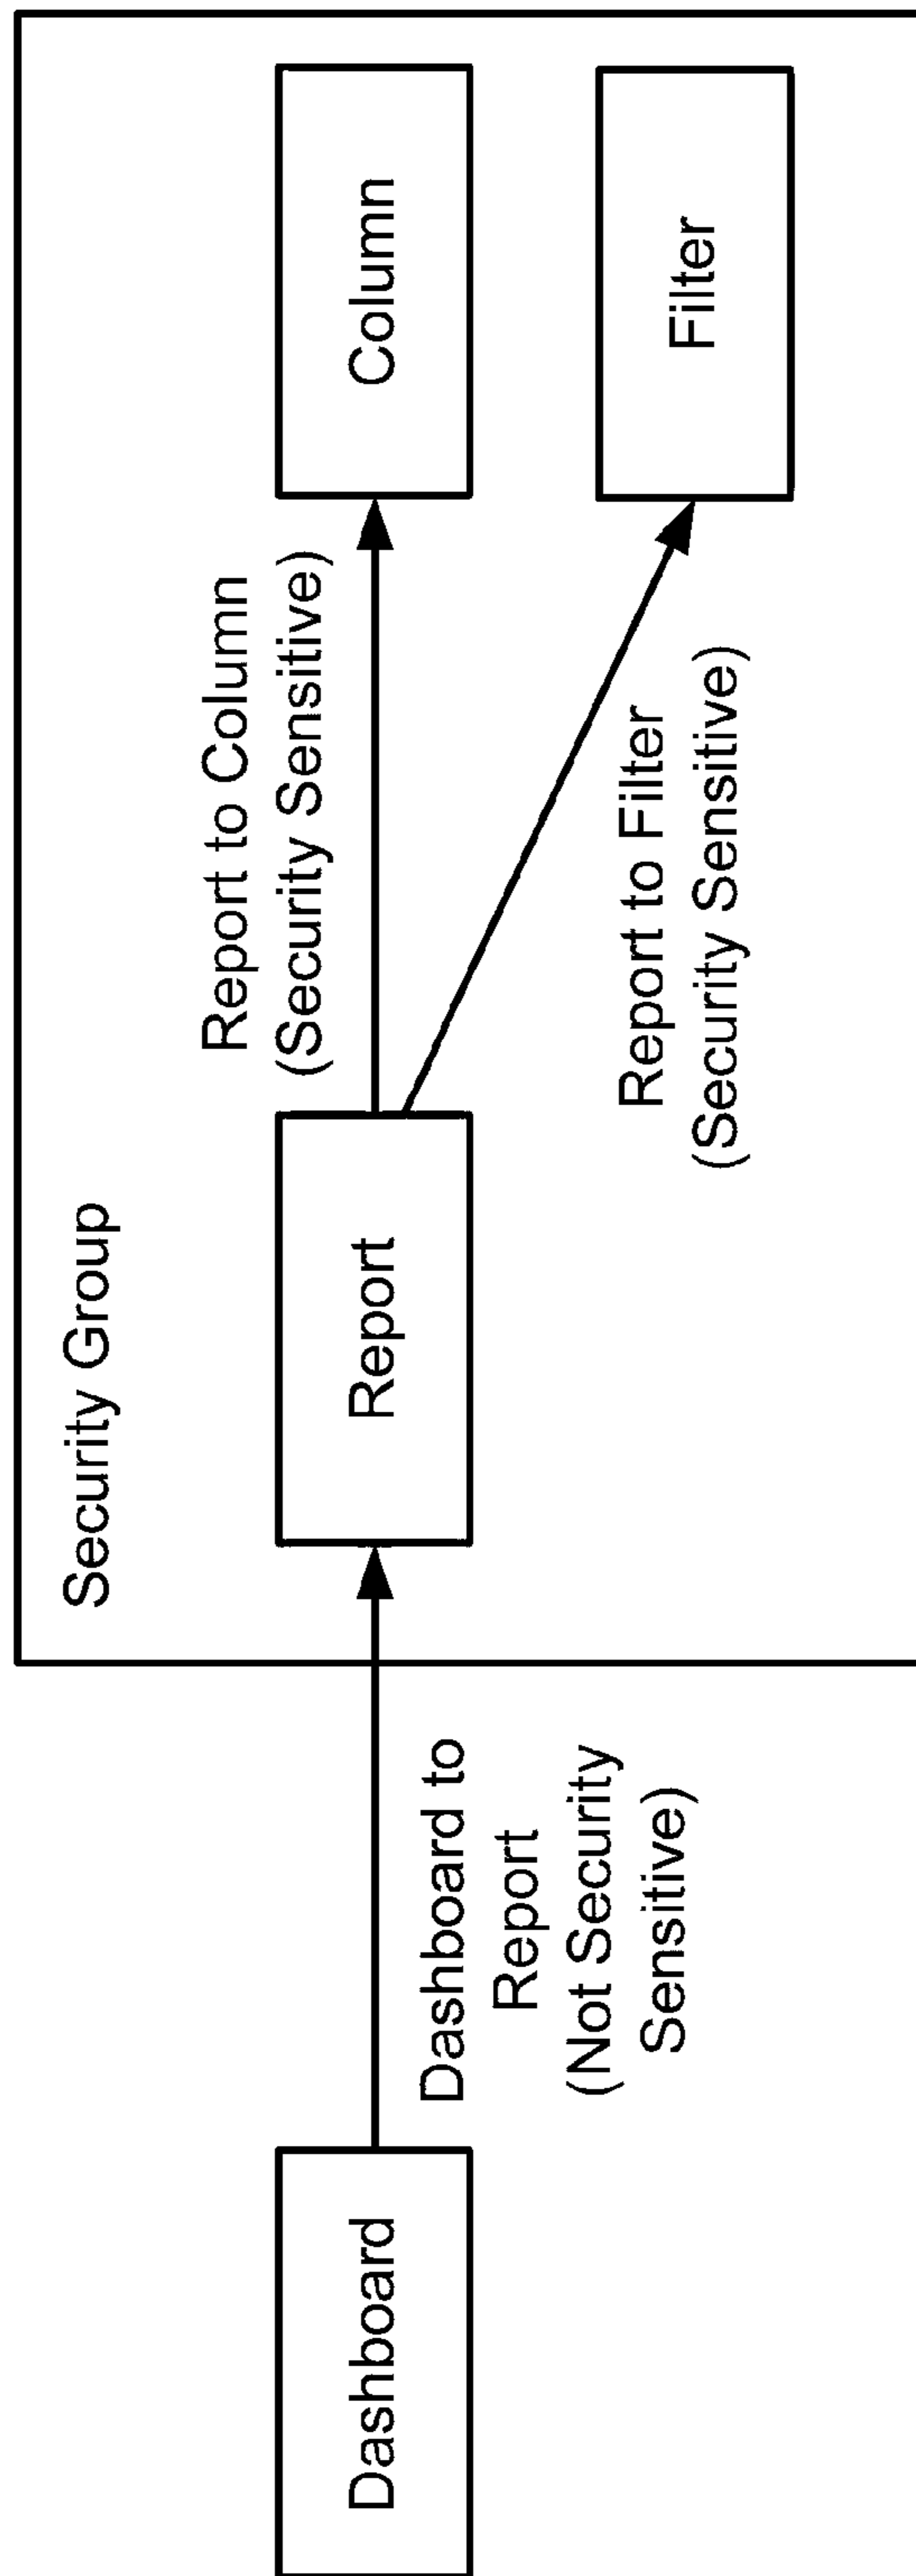 Security Group
Dashboard
Dashboard to
Report
(Not Security
Sensitive)
Report
Report to Column
(Security Sensitive)
Column
Report to Filter
(Security Sensitive)
Filter